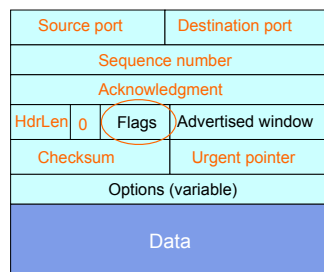 Source port Destination port
Sequence number
Acknowledgment
HdrLen 0 Flags Advertised window
Checksum Urgent pointer
Options (variable)
Data